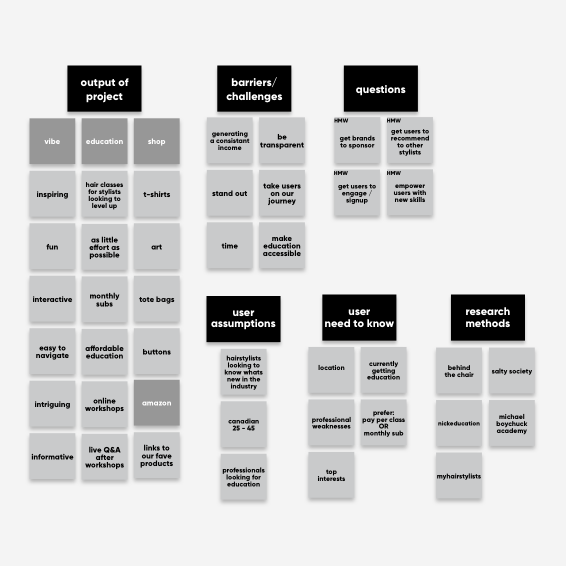 output of
project
vibe
education
shop
inspiring
hair classes
for stylists
looking to
level up
t-shirts
fun
as little
effort as
possible
art
interactive
monthly
subs
tote bags
easy to
navigate
affordable
education
buttons
intriguing
online
workshops
amazon
informative
live Q&A
after
workshops
links to
our fave
products
barriers/
challenges
generating
a consistant
income
be
transparent
stand out
take users
on our
journey
time
make
education
accessible
questions
HMW
get brands
to sponsor
HMW
get users to
recommend
to other
stylists
HMW
get users to
engage /
signup
HMW
empower
users with
new skills
user
assumptions
hairstylists
looking to
know whats
new in the
industry
canadian
25 - 45
professionals
looking for
education
user
need to know
location
currently
getting
education
professional
weaknesses
prefer:
pay per class
OR
monthly sub
top
interests
research
methods
behind
the chair
salty society
nickeducation
michael
boychuck
academy
myhairstylists